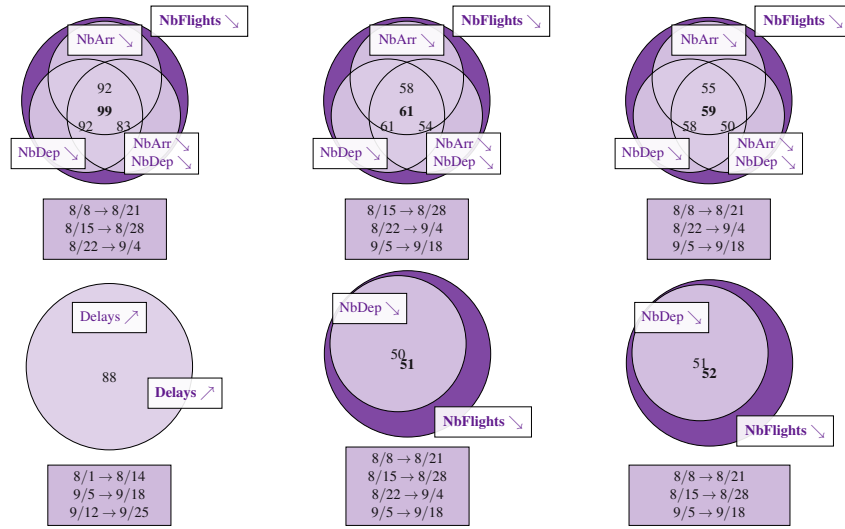 NbFlights ↘
NbArr ↘
92
99
92
83
NbDep ↘
NbArr ↘
NbDep ↘
8/8 → 8/21
8/15 → 8/28
8/22 → 9/4
NbFlights ↘
NbArr ↘
58
61
61
54
NbDep ↘
NbArr ↘
NbDep ↘
8/15 → 8/28
8/22 → 9/4
9/5 → 9/18
NbFlights ↘
NbArr ↘
55
59
58
50
NbDep ↘
NbArr ↘
NbDep ↘
8/8 → 8/21
8/22 → 9/4
9/5 → 9/18
Delays ↗
88
Delays ↗
8/1 → 8/14
9/5 → 9/18
9/12 → 9/25
NbDep ↘
50
51
NbFlights ↘
8/8 → 8/21
8/15 → 8/28
8/22 → 9/4
9/5 → 9/18
NbDep ↘
51
52
NbFlights ↘
8/8 → 8/21
8/15 → 8/28
9/5 → 9/18